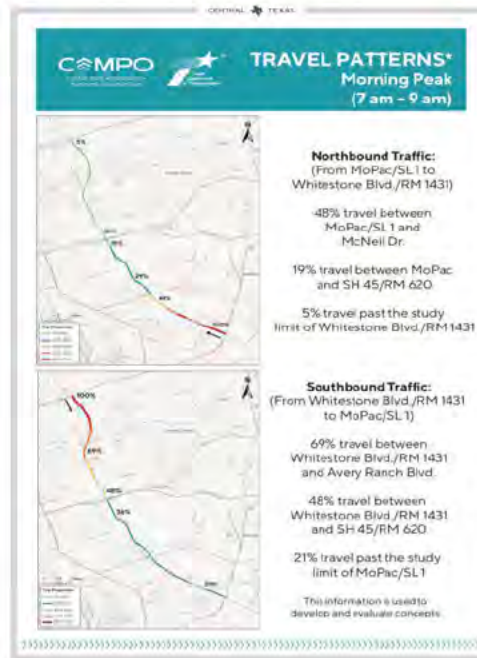 CENTRAL TEXAS
CAMPO
TRAVEL PATTERNS*
Morning Peak
(7 am – 9 am)
5%
19%
29%
48%
100%
Northbound Traffic:
(From MoPac/SL 1 to
Whitestone Blvd./RM 1431)
48% travel between
MoPac/SL 1 and
McNeil Dr.
19% travel between MoPac
and SH 45/RM 620
5% travel past the study
limit of Whitestone Blvd./RM 1431
100%
69%
48%
36%
21%
Southbound Traffic:
(From Whitestone Blvd./RM 1431
to MoPac/SL 1)
69% travel between
Whitestone Blvd./RM 1431
and Avery Ranch Blvd.
48% travel between
Whitestone Blvd./RM 1431
and SH 45/RM 620
21% travel past the study
limit of MoPac/SL 1
This information is used to
develop and evaluate concepts.